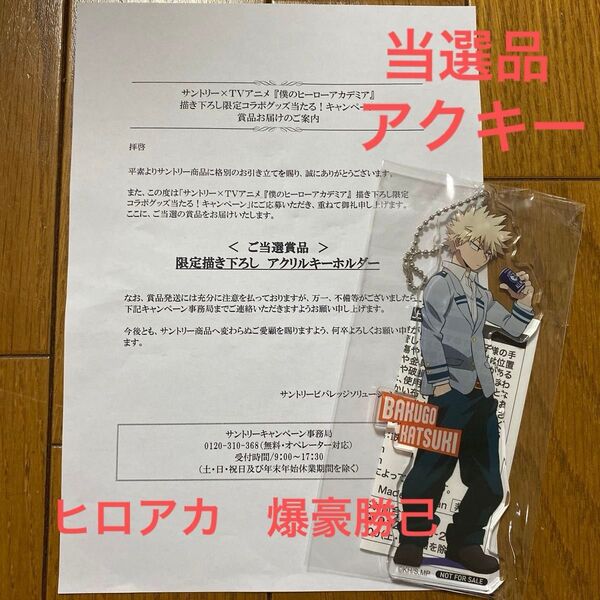 当選品
アクキー
サントリー×TVアニメ『僕のヒーローアカデミア』
描き下ろし限定コラボグッズ当たる！キャンペーン
賞品お届けのご案内
拝啓
平素よりサントリー商品に格別のお引き立てを賜り、誠にありがとうございます。
また、この度は「サントリー×TVアニメ『僕のヒーローアカデミア』描き下ろし限定
コラボグッズ当たる！キャンペーン」にご応募いただき、重ねて御礼申し上げます。
ここに、ご当選の賞品をお届けいたします。
＜ ご当選賞品 ＞
限定描き下ろし アクリルキーホルダー
なお、賞品発送には充分に注意を払っておりますが、万一、不備等がございましたら
下記キャンペーン事務局までご連絡いただきますようお願い申し上げます。
今後とも、サントリー商品へ変わらぬご愛顧を賜りますよう、何卒よろしくお願い申
ます。
サントリービバレッジソリュー
サントリーキャンペーン事務局
0120-310-368（無料・オペレーター対応）
受付時間/9:00～17:30
（土・日・祝日及び年末年始休業期間を除く）
BAKUGO
KATSUKI
Made
©KH/S,MP
NOT FOR SALE
ヒロアカ 爆豪勝己